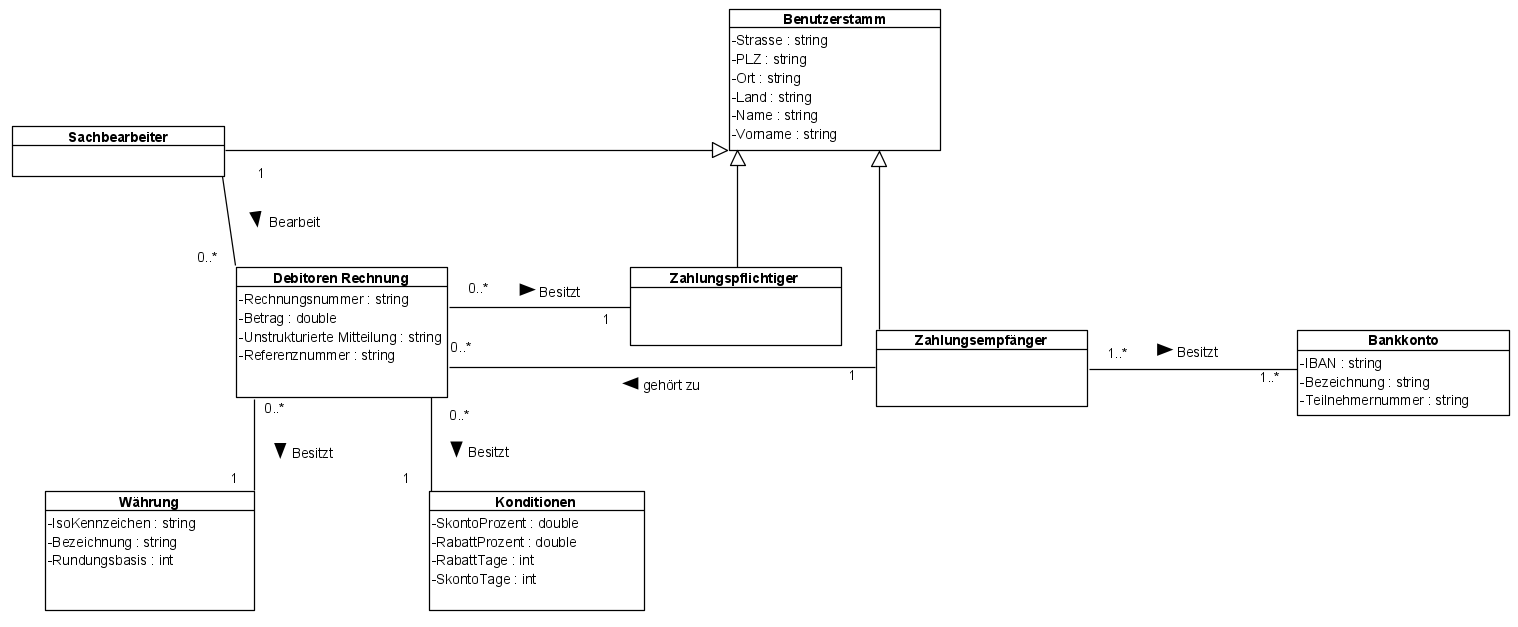 Benutzerstamm
-Strasse : string
-PLZ : string
-Ort : string
-Land : string
-Name : string
-Vorname : string
Sachbearbeiter
1
Bearbeit
0..*
Debitoren Rechnung
-Rechnungsnummer : string
-Betrag : double
-Unstrukturierte Mitteilung : string
-Referenznummer : string
0..*
Besitzt
1
Zahlungspflichtiger
0..*
gehört zu
1
Zahlungsempfänger
1..*
Besitzt
1..*
Bankkonto
-IBAN : string
-Bezeichnung : string
-Teilnehmernummer : string
0..*
Besitzt
1
0..*
Besitzt
1
Währung
-IsoKennzeichen : string
-Bezeichnung : string
-Rundungsbasis : int
Konditionen
-SkontoProzent : double
-RabattProzent : double
-RabattTage : int
-SkontoTage : int